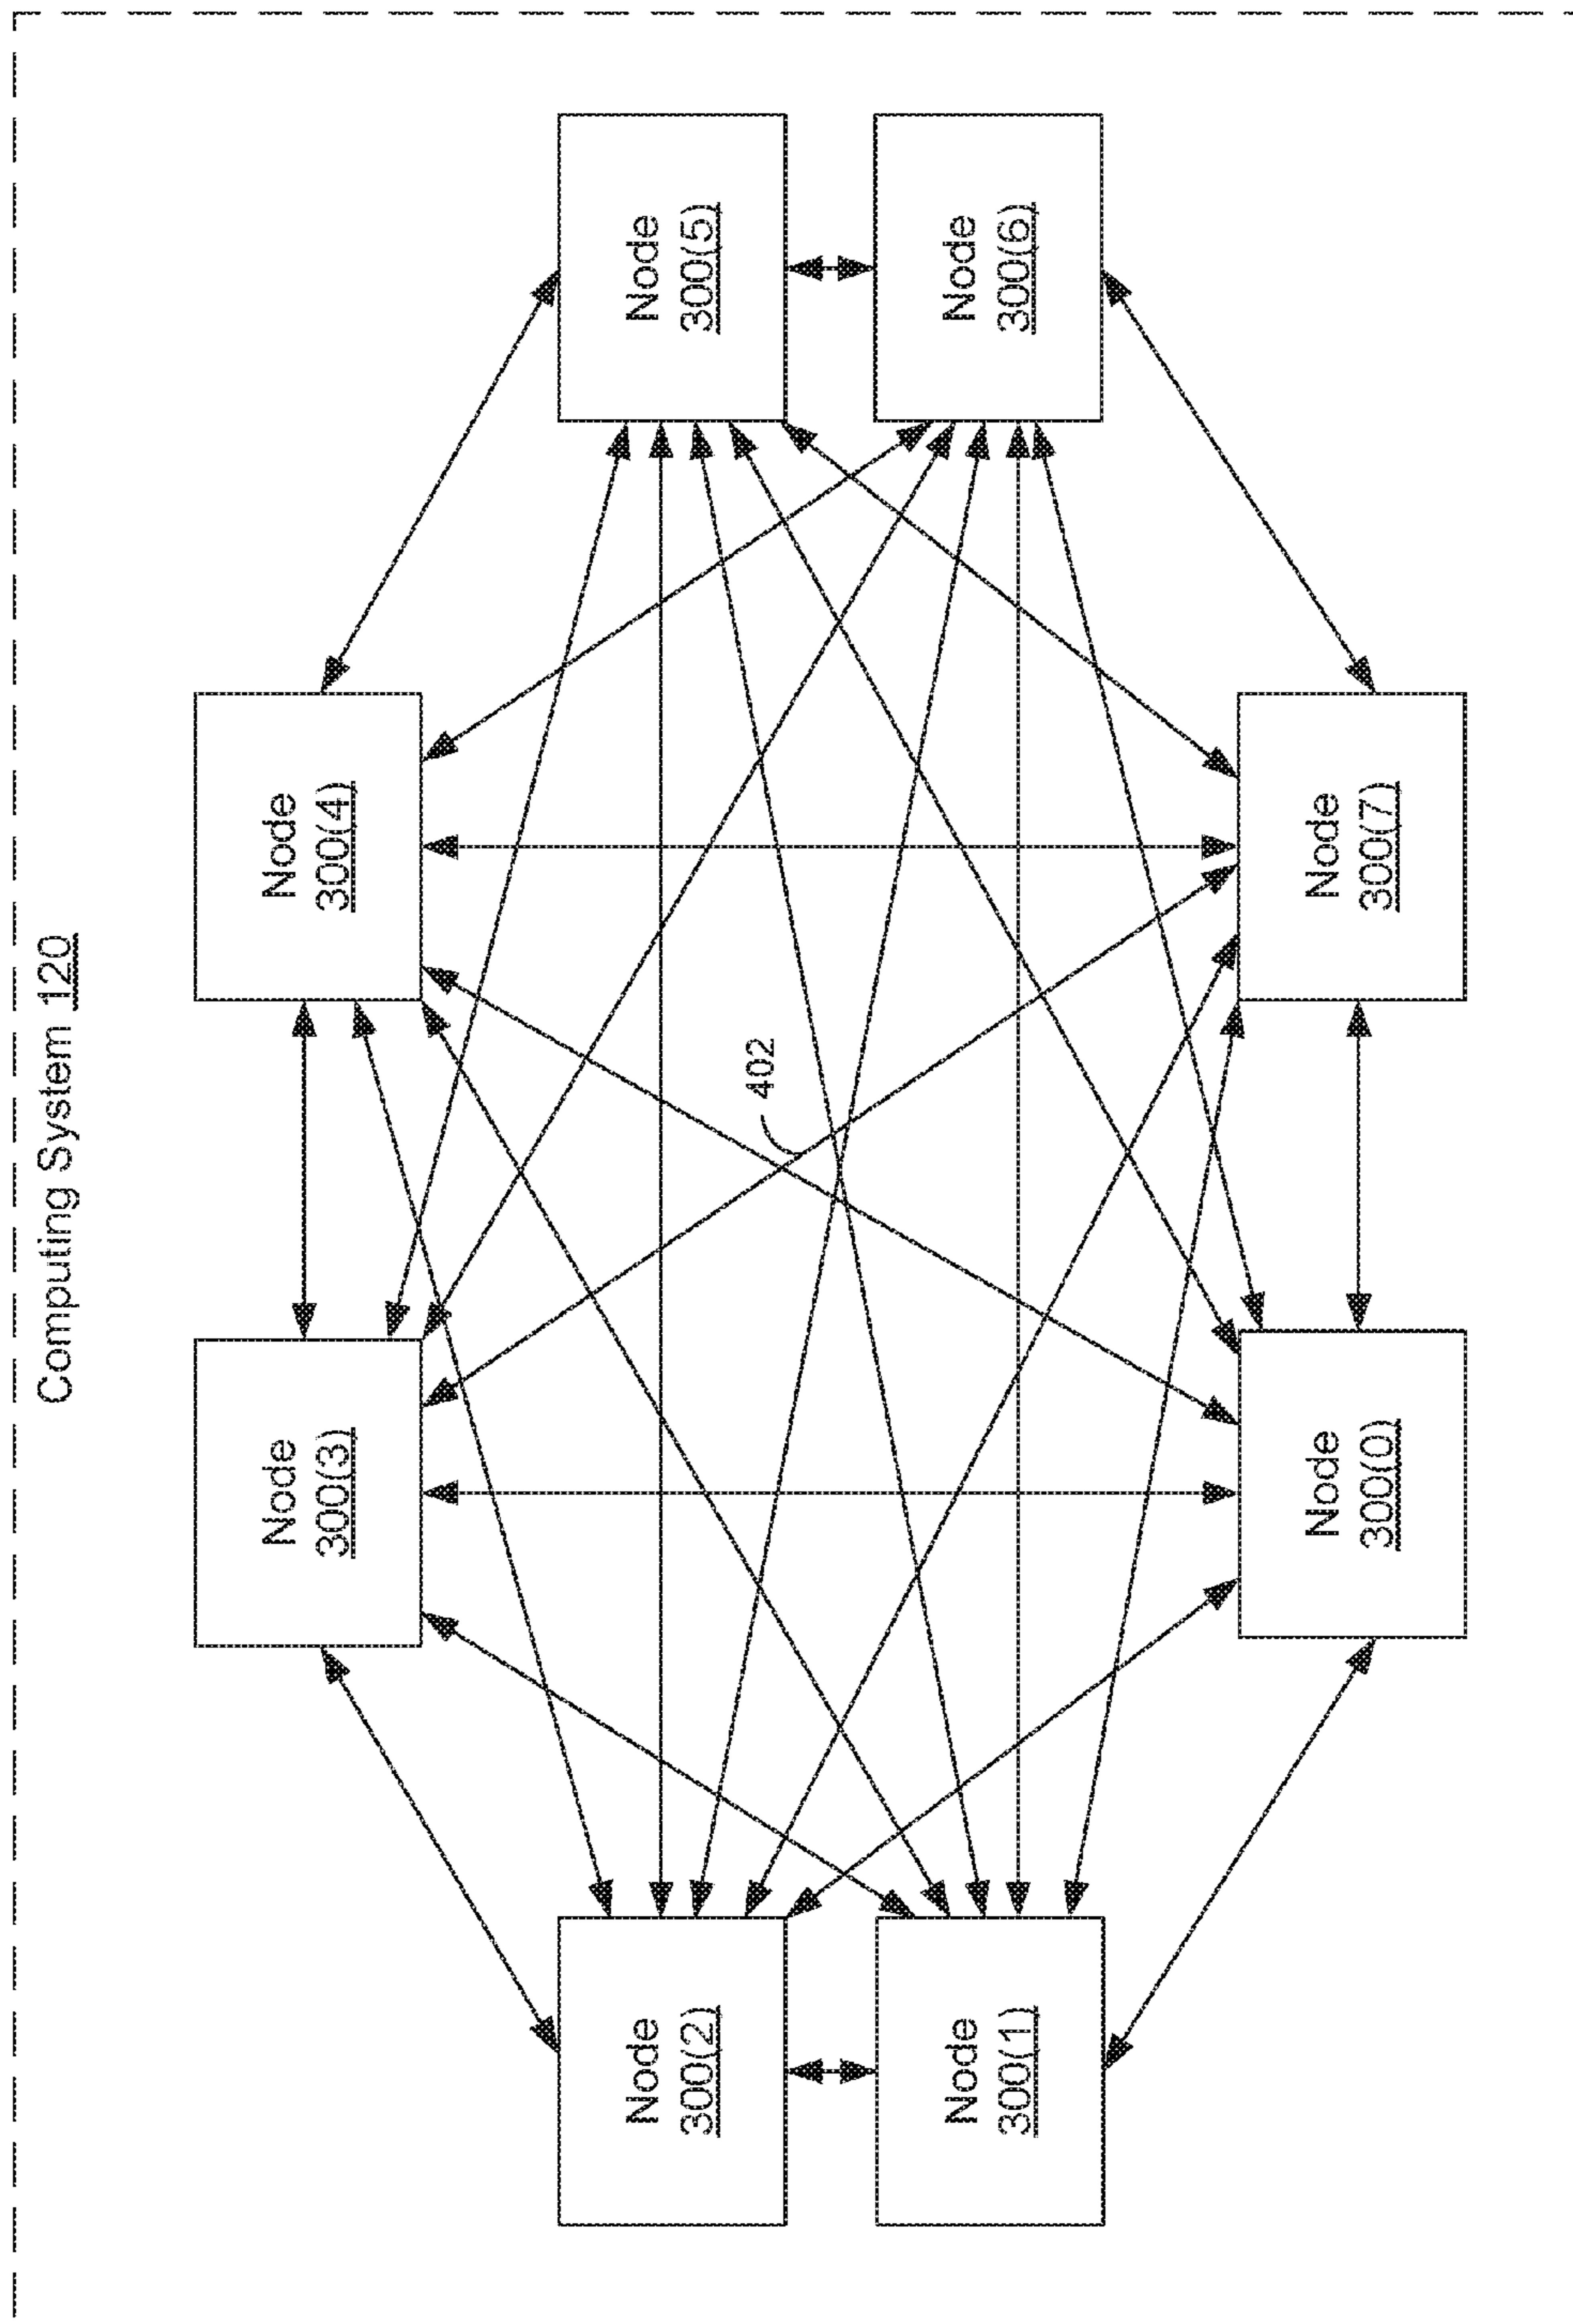 Computing System 120
Node
300(3)
Node
300(4)
Node
300(2)
Node
300(5)
402
Node
300(1)
Node
300(6)
Node
300(0)
Node
300(7)